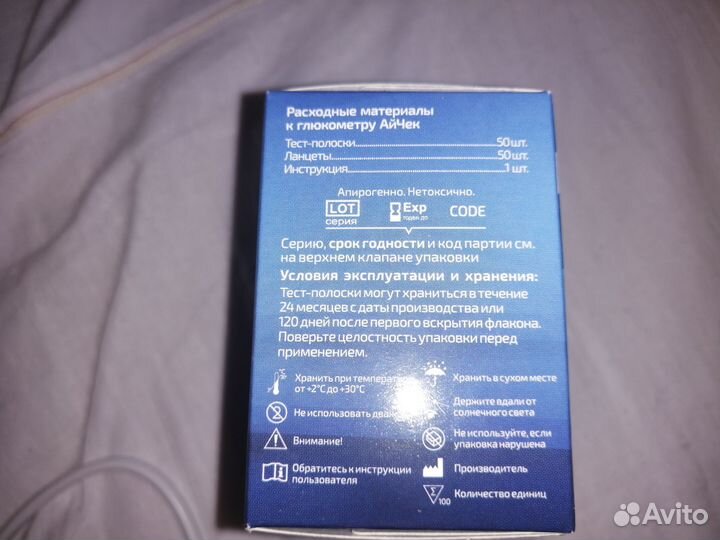 Расходные материалы
к глюкометру АйЧек
Тест-полоски 50 шт.
Ланцеты 50 шт.
Инструкция 1 шт.
Апирогенно. Нетоксично.
LOT Exp CODE
серия годен до
Серию, срок годности и код партии см.
на верхнем клапане упаковки
Условия эксплуатации и хранения:
Тест-полоски могут храниться в течение
24 месяцев с даты производства или
120 дней после первого вскрытия флакона.
Поверьте целостность упаковки перед
применением.
Хранить при температ
от +2°C до +30°C
Хранить в сухом месте
Не использовать
Держите вдали от
солнечного света
Внимание!
Не используйте, если
упаковка нарушена
Обратитесь к инструкции
пользователя
Производитель
Σ 100 Количество единиц
Avito